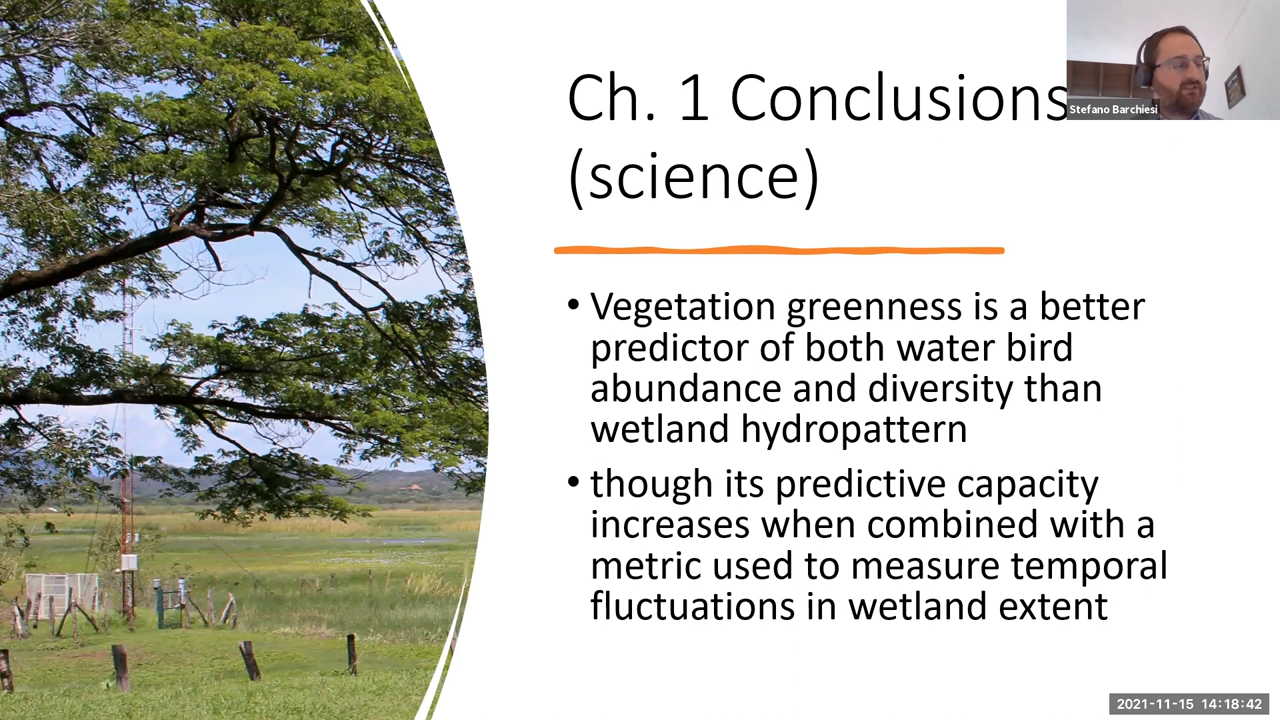 Ch. 1 Conclusions
(science)
Stefano Barchiesi
• Vegetation greenness is a better
predictor of both water bird
abundance and diversity than
wetland hydropattern
• though its predictive capacity
increases when combined with a
metric used to measure temporal
fluctuations in wetland extent
2021-11-15 14:18:42